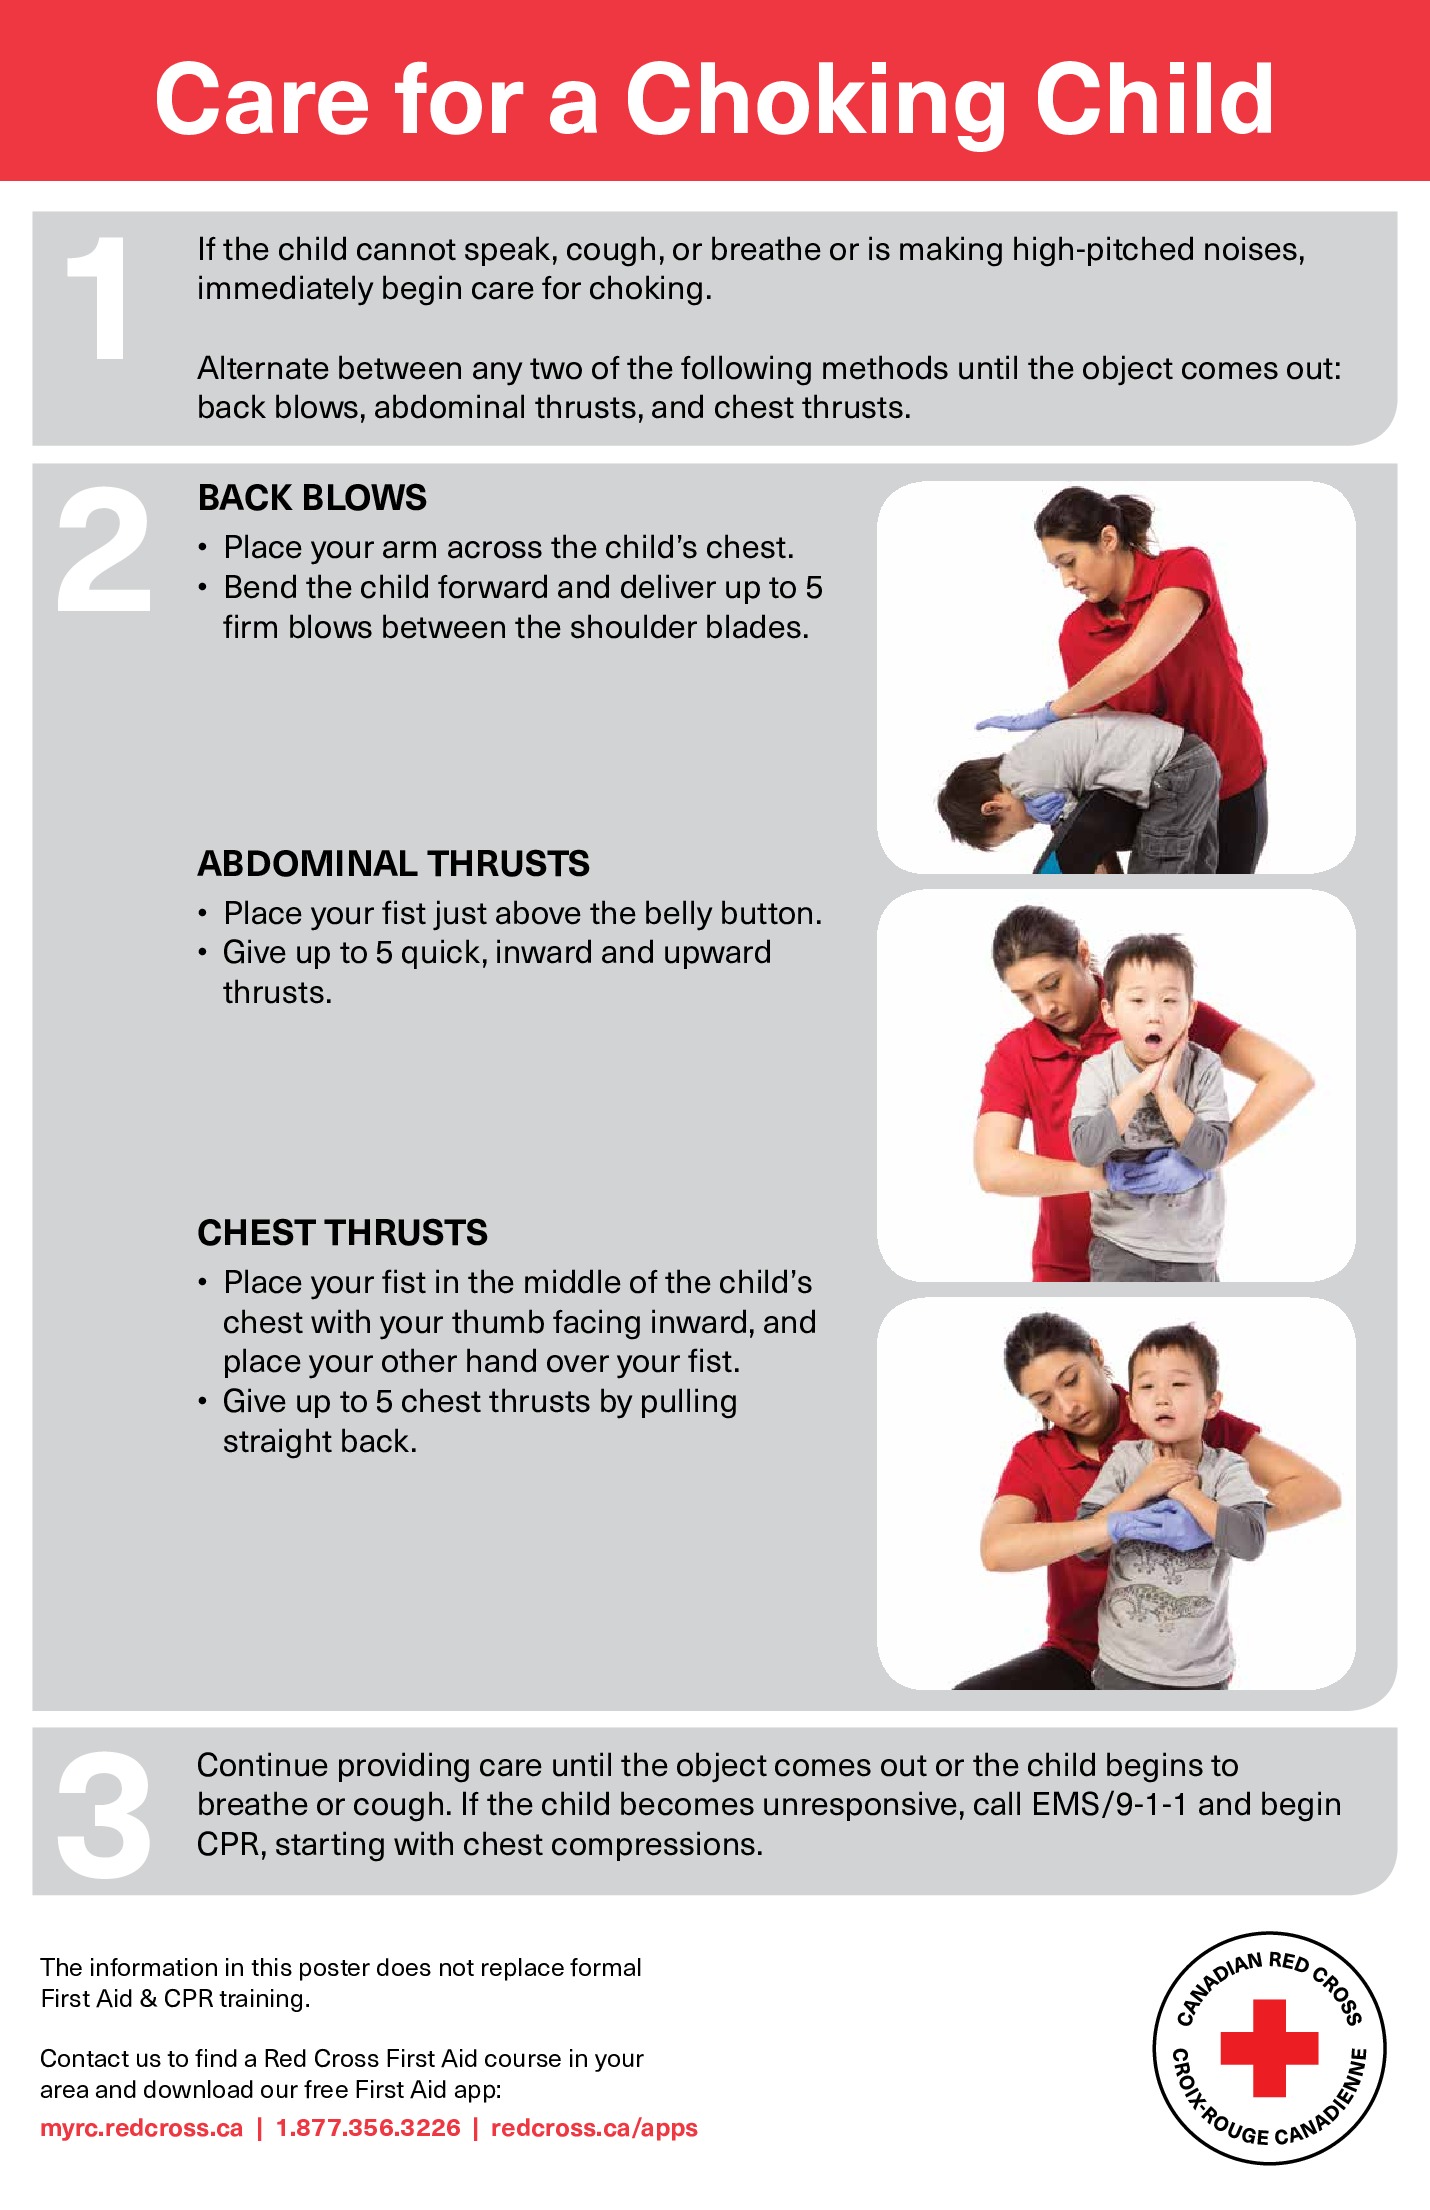 Care for a Choking Child
1
If the child cannot speak, cough, or breathe or is making high-pitched noises,
immediately begin care for choking.
Alternate between any two of the following methods until the object comes out:
back blows, abdominal thrusts, and chest thrusts.
2
BACK BLOWS
• Place your arm across the child’s chest.
• Bend the child forward and deliver up to 5
firm blows between the shoulder blades.
ABDOMINAL THRUSTS
• Place your fist just above the belly button.
• Give up to 5 quick, inward and upward
thrusts.
CHEST THRUSTS
• Place your fist in the middle of the child’s
chest with your thumb facing inward, and
place your other hand over your fist.
• Give up to 5 chest thrusts by pulling
straight back.
3
Continue providing care until the object comes out or the child begins to
breathe or cough. If the child becomes unresponsive, call EMS/9-1-1 and begin
CPR, starting with chest compressions.
The information in this poster does not replace formal
First Aid & CPR training.
Contact us to find a Red Cross First Aid course in your
area and download our free First Aid app:
myrc.redcross.ca | 1.877.356.3226 | redcross.ca/apps
CANADIAN RED CROSS
CROIX-ROUGE CANADIENNE